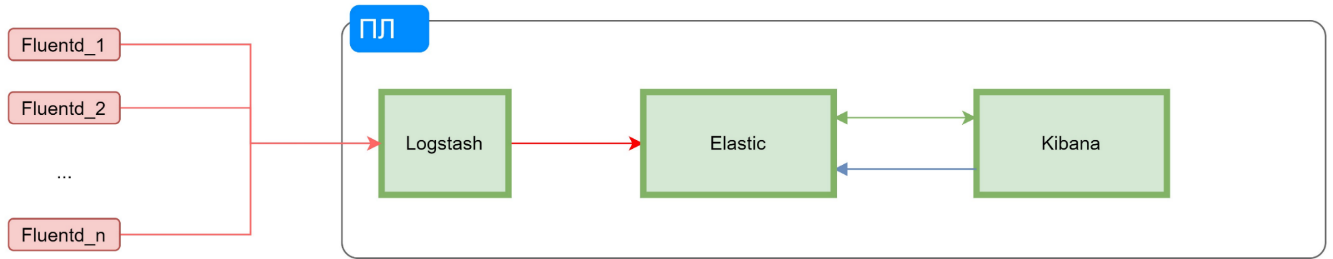 ПЛ
Fluentd_1
Fluentd_2
...
Fluentd_n
Logstash
Elastic
Kibana